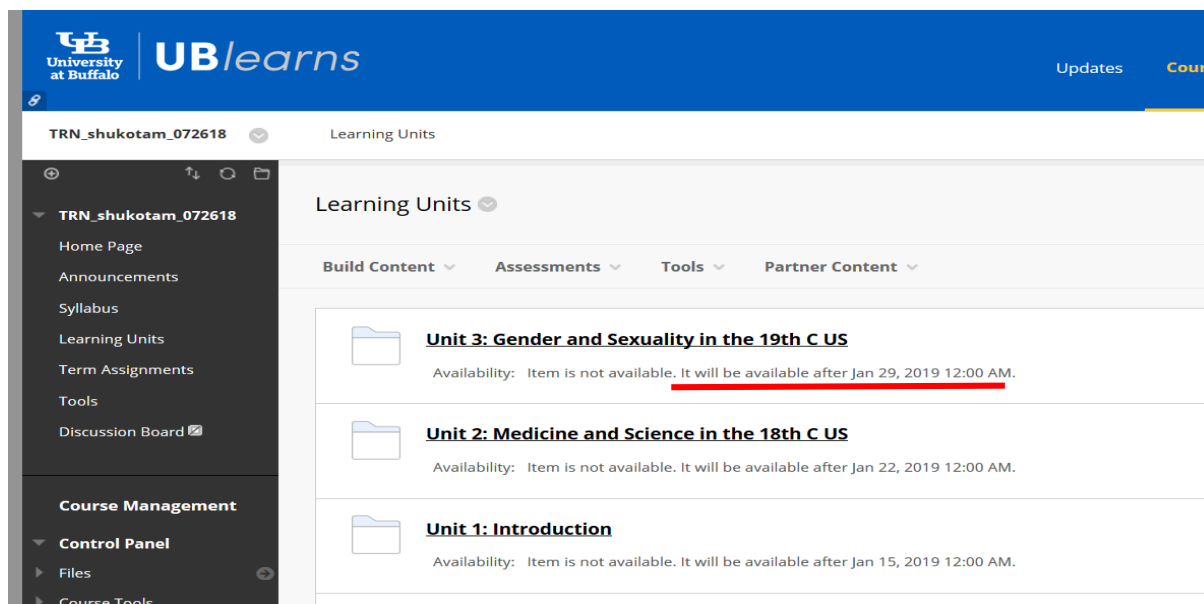 University
at Buffalo
UBlearns
Updates
Cour
TRN_shukotam_072618
Learning Units
TRN_shukotam_072618
Home Page
Announcements
Syllabus
Learning Units
Term Assignments
Tools
Discussion Board
Course Management
Control Panel
Files
Course Tools
Learning Units
Build Content
Assessments
Tools
Partner Content
Unit 3: Gender and Sexuality in the 19th C US
Availability: Item is not available. It will be available after Jan 29, 2019 12:00 AM.
Unit 2: Medicine and Science in the 18th C US
Availability: Item is not available. It will be available after Jan 22, 2019 12:00 AM.
Unit 1: Introduction
Availability: Item is not available. It will be available after Jan 15, 2019 12:00 AM.